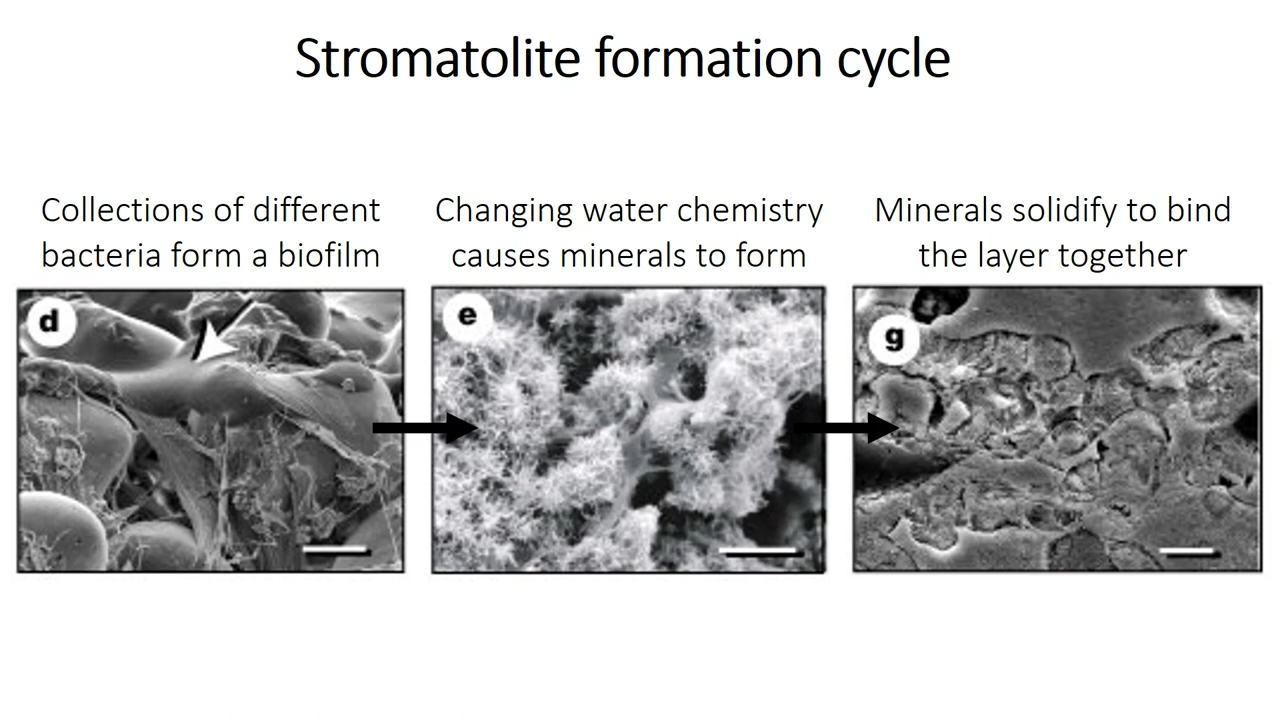 Stromatolite formation cycle
Collections of different
bacteria form a biofilm
Changing water chemistry
causes minerals to form
Minerals solidify to bind
the layer together
d
e
g